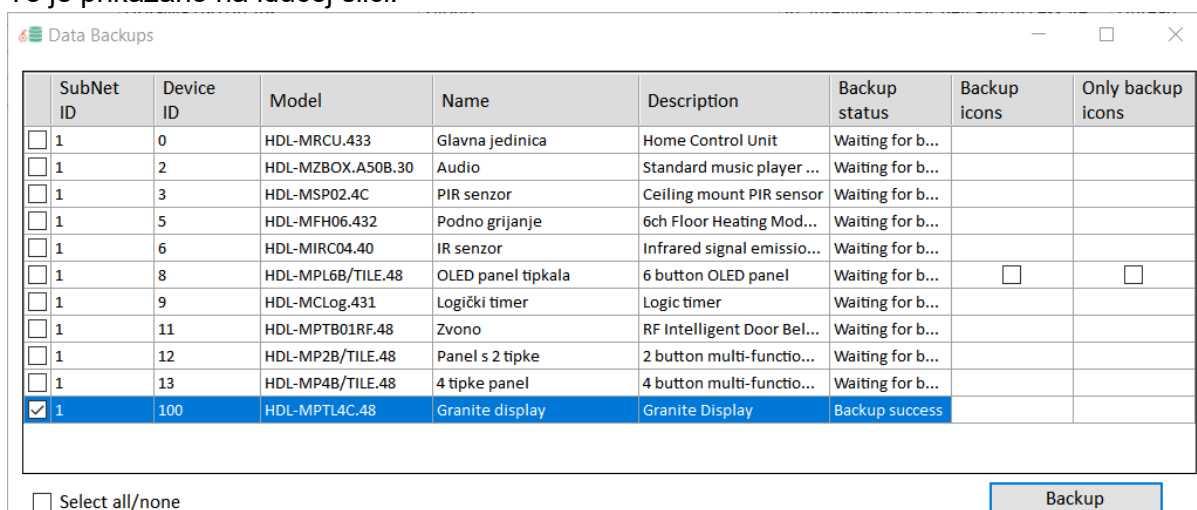 To je prikazano na idućoj slici.
Data Backups
SubNet ID Device ID Model Name Description Backup status Backup icons Only backup icons
1 0 HDL-MRCU.433 Glavna jedinica Home Control Unit Waiting for b...
1 2 HDL-MZBOX.A50B.30 Audio Standard music player ... Waiting for b...
1 3 HDL-MSP02.4C PIR senzor Ceiling mount PIR sensor Waiting for b...
1 5 HDL-MFH06.432 Podno grijanje 6ch Floor Heating Mod... Waiting for b...
1 6 HDL-MIRC04.40 IR senzor Infrared signal emissio... Waiting for b...
1 8 HDL-MPL6B/TILE.48 OLED panel tipkala 6 button OLED panel Waiting for b...
1 9 HDL-MCLog.431 Logički timer Logic timer Waiting for b...
1 11 HDL-MPTB01RF.48 Zvono RF Intelligent Door Bel... Waiting for b...
1 12 HDL-MP2B/TILE.48 Panel s 2 tipke 2 button multi-functio... Waiting for b...
1 13 HDL-MP4B/TILE.48 4 tipke panel 4 button multi-functio... Waiting for b...
1 100 HDL-MPTL4C.48 Granite display Granite Display Backup success
Select all/none Backup